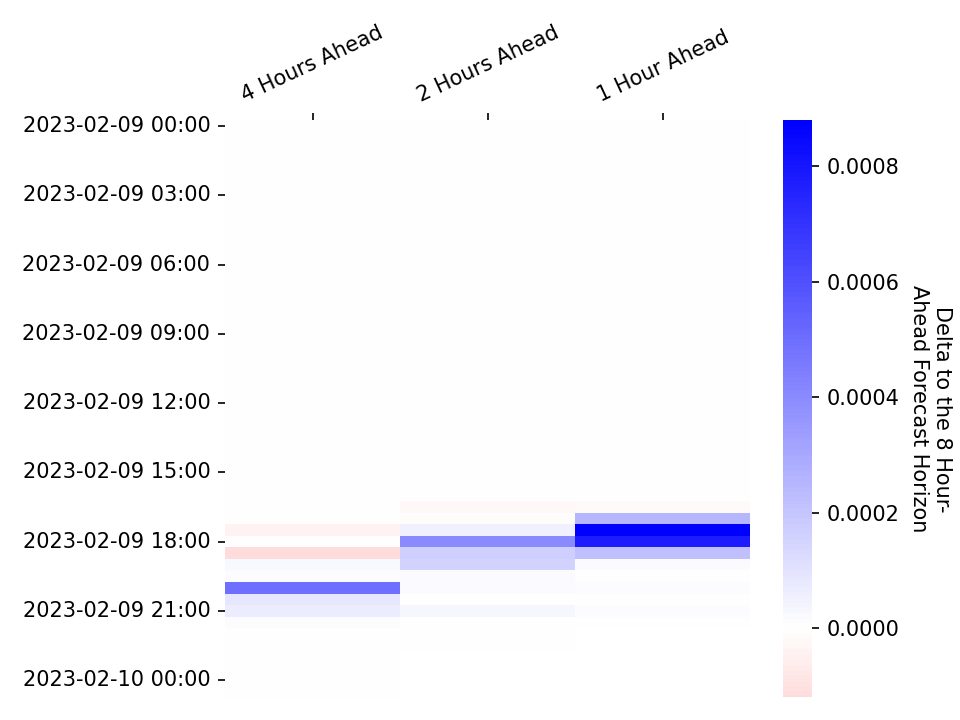 4 Hours Ahead
2 Hours Ahead
1 Hour Ahead
2023-02-09 00:00
2023-02-09 03:00
2023-02-09 06:00
2023-02-09 09:00
2023-02-09 12:00
2023-02-09 15:00
2023-02-09 18:00
2023-02-09 21:00
2023-02-10 00:00
0.0008
0.0006
0.0004
0.0002
0.0000
Delta to the 8 Hour-
Ahead Forecast Horizon